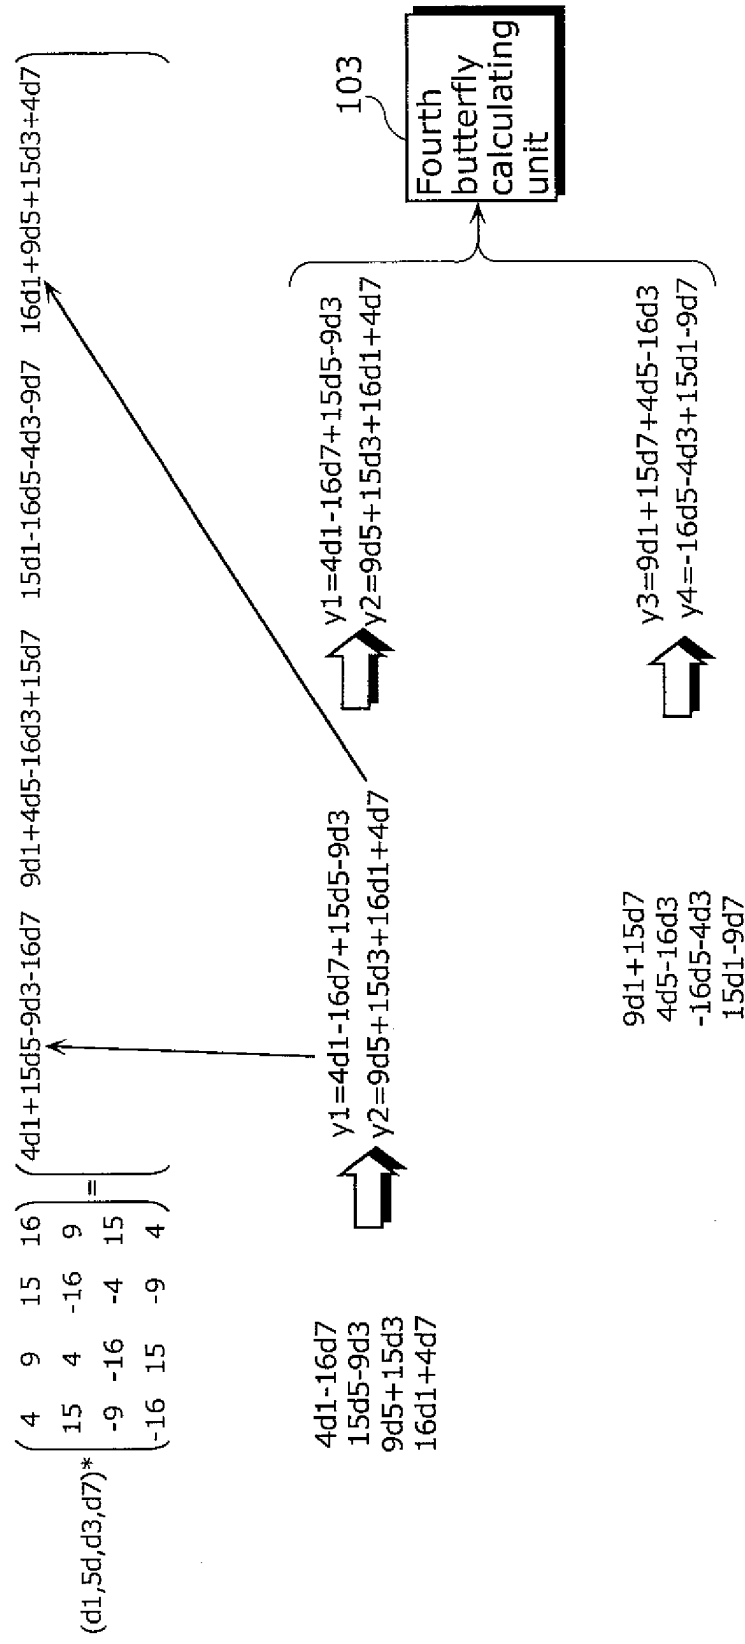 (d1,5d,d3,d7)*
4 9 15 16
15 4 -16 9
-9 -16 -4 15
-16 15 -9 4
=
4d1+15d5-9d3-16d7 9d1+4d5-16d3+15d7 15d1-16d5-4d3-9d7 16d1+9d5+15d3+4d7
4d1-16d7
15d5-9d3
9d5+15d3
16d1+4d7
y1=4d1-16d7+15d5-9d3
y2=9d5+15d3+16d1+4d7
y1=4d1-16d7+15d5-9d3
y2=9d5+15d3+16d1+4d7
9d1+15d7
4d5-16d3
-16d5-4d3
15d1-9d7
y3=9d1+15d7+4d5-16d3
y4=-16d5-4d3+15d1-9d7
103
Fourth
butterfly
calculating
unit